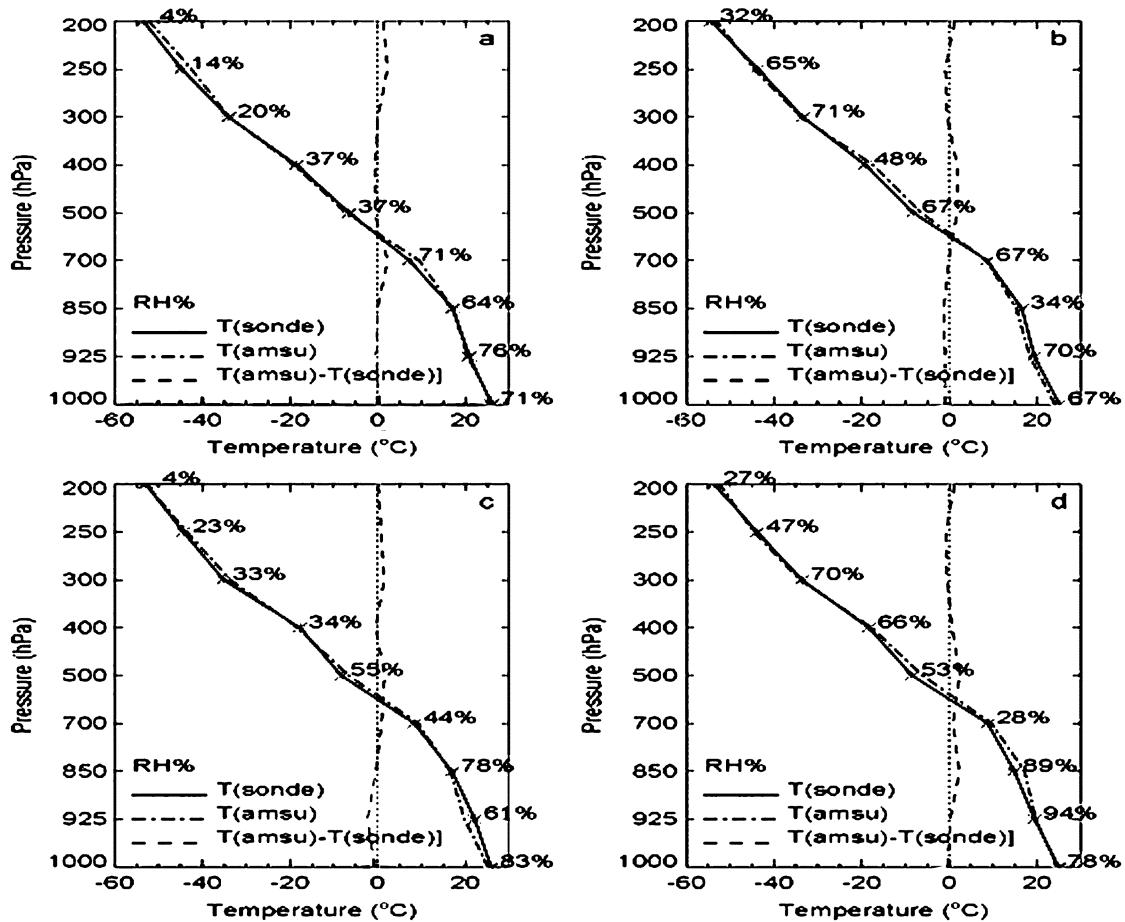 200 4% a
250 14%
300 20%
400 37%
500 37%
700 71%
850 RH% 64%
T(sonde)
925 T(amsu) 76%
T(amsu)-T(sonde)]
1000 71%
-60 -40 -20 0 20
Temperature (°C)
Pressure (hPa)
200 32% b
250 65%
300 71%
400 48%
500 67%
700 67%
850 RH% 34%
T(sonde)
925 T(amsu) 70%
T(amsu)-T(sonde)]
1000 67%
-60 -40 -20 0 20
Temperature (°C)
Pressure (hPa)
200 4% c
250 23%
300 33%
400 34%
500 55%
700 44%
850 RH% 78%
T(sonde)
925 T(amsu) 61%
T(amsu)-T(sonde)]
1000 83%
-60 -40 -20 0 20
Temperature (°C)
Pressure (hPa)
200 27% d
250 47%
300 70%
400 66%
500 53%
700 28%
850 RH% 89%
T(sonde)
925 T(amsu) 94%
T(amsu)-T(sonde)]
1000 78%
-60 -40 -20 0 20
Temperature (°C)
Pressure (hPa)